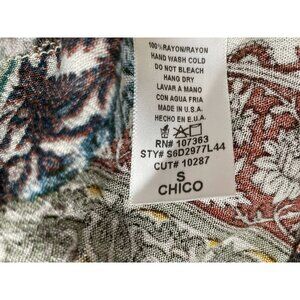 100%RAYON/RAYON
HAND WASH COLD
DO NOT BLEACH
HANG DRY
LAVAR A MANO
CON AGUA FRIA
MADE IN U.S.A.
HECHO EN E.U.A.
RN# 107363
STY# S6D2977L44
CUT# 10287
S
CHICO